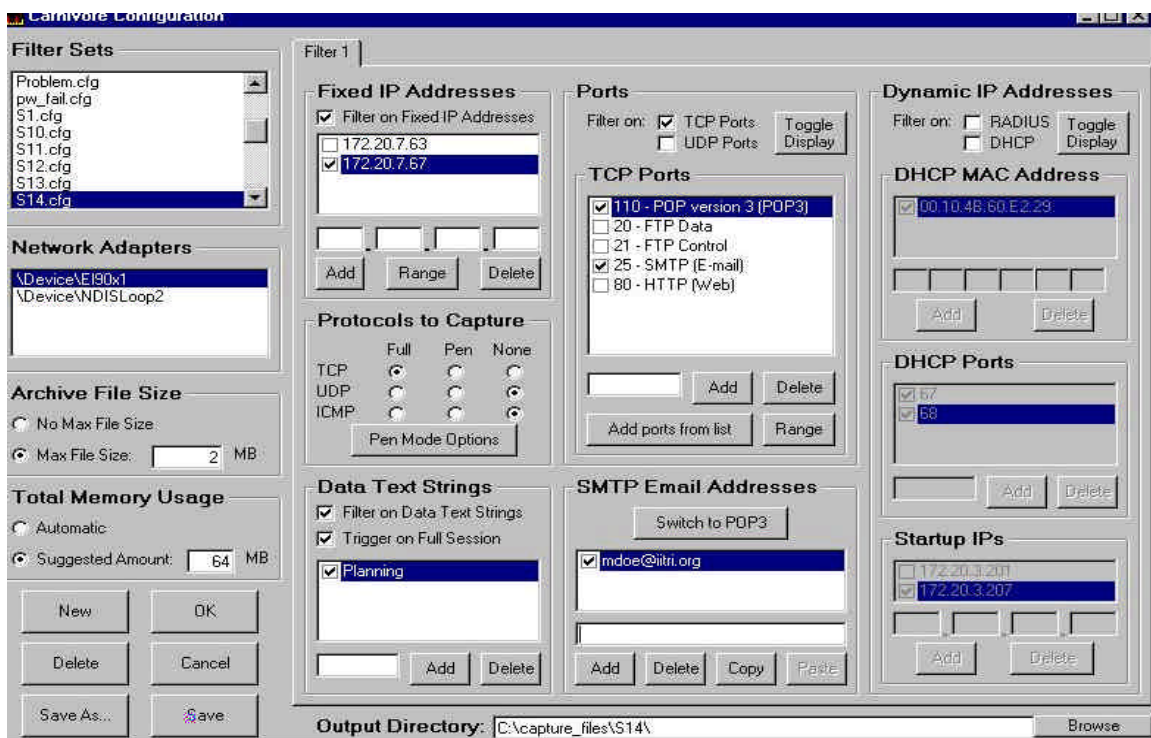 Carnivore Configuration
Filter Sets
Problem.cfg
pw_fail.cfg
S1.cfg
S10.cfg
S11.cfg
S12.cfg
S13.cfg
S14.cfg
Network Adapters
\Device\El90x1
\Device\NDISLoop2
Archive File Size
No Max File Size
Max File Size: 2 MB
Total Memory Usage
Automatic
Suggested Amount: 64 MB
New OK
Delete Cancel
Save As... Save
Filter 1
Fixed IP Addresses
Filter on Fixed IP Addresses
172.20.7.63
172.20.7.67
. . .
Add Range Delete
Protocols to Capture
Full Pen None
TCP
UDP
ICMP
Pen Mode Options
Data Text Strings
Filter on Data Text Strings
Trigger on Full Session
Planning
Add Delete
Ports
Filter on: TCP Ports
UDP Ports
Toggle Display
TCP Ports
110 - POP version 3 (POP3)
20 - FTP Data
21 - FTP Control
25 - SMTP (E-mail)
80 - HTTP (Web)
Add Delete
Add ports from list Range
SMTP Email Addresses
Switch to POP3
mdoe@iitri.org
Add Delete Copy Paste
Dynamic IP Addresses
Filter on: RADIUS
DHCP
Toggle Display
DHCP MAC Address
00.10.4B.60.E2.29
Add Delete
DHCP Ports
67
68
Add Delete
Startup IPs
172.20.3.201
172.20.3.207
. . .
Add Delete
Output Directory: C:\capture_files\S14\ Browse